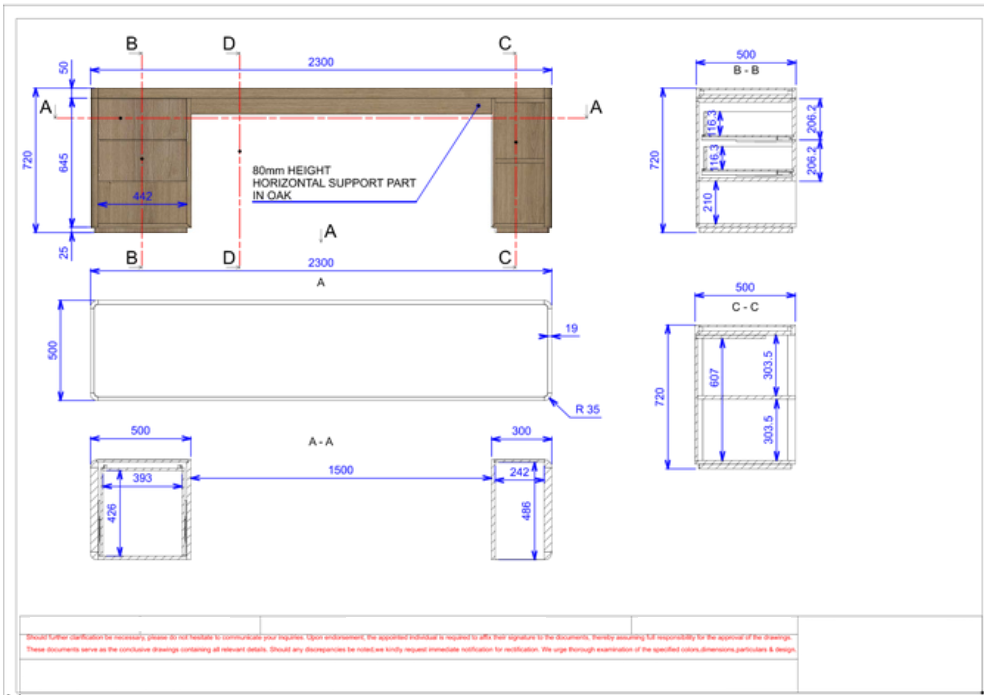 B
D
C
2300
50
A
A
720
645
80mm HEIGHT
HORIZONTAL SUPPORT PART
IN OAK
442
A
25
B
D
C
2300
A
500
19
R 35
A - A
500
300
1500
393
242
426
486
500
B - B
720
116.3
206.2
116.3
206.2
210
500
C - C
720
607
303.5
303.5
Should further clarification be necessary, please do not hesitate to communicate your inquiries. Upon endorsement, the appointed individual is required to affix their signature to the documents, thereby assuming full responsibility for the approval of the drawings.
These documents serve as the conclusive drawings containing all relevant details. Should any discrepancies be noted,we kindly request immediate notification for rectification. We urge thorough examination of the specified colors,dimensions,particulars & design.